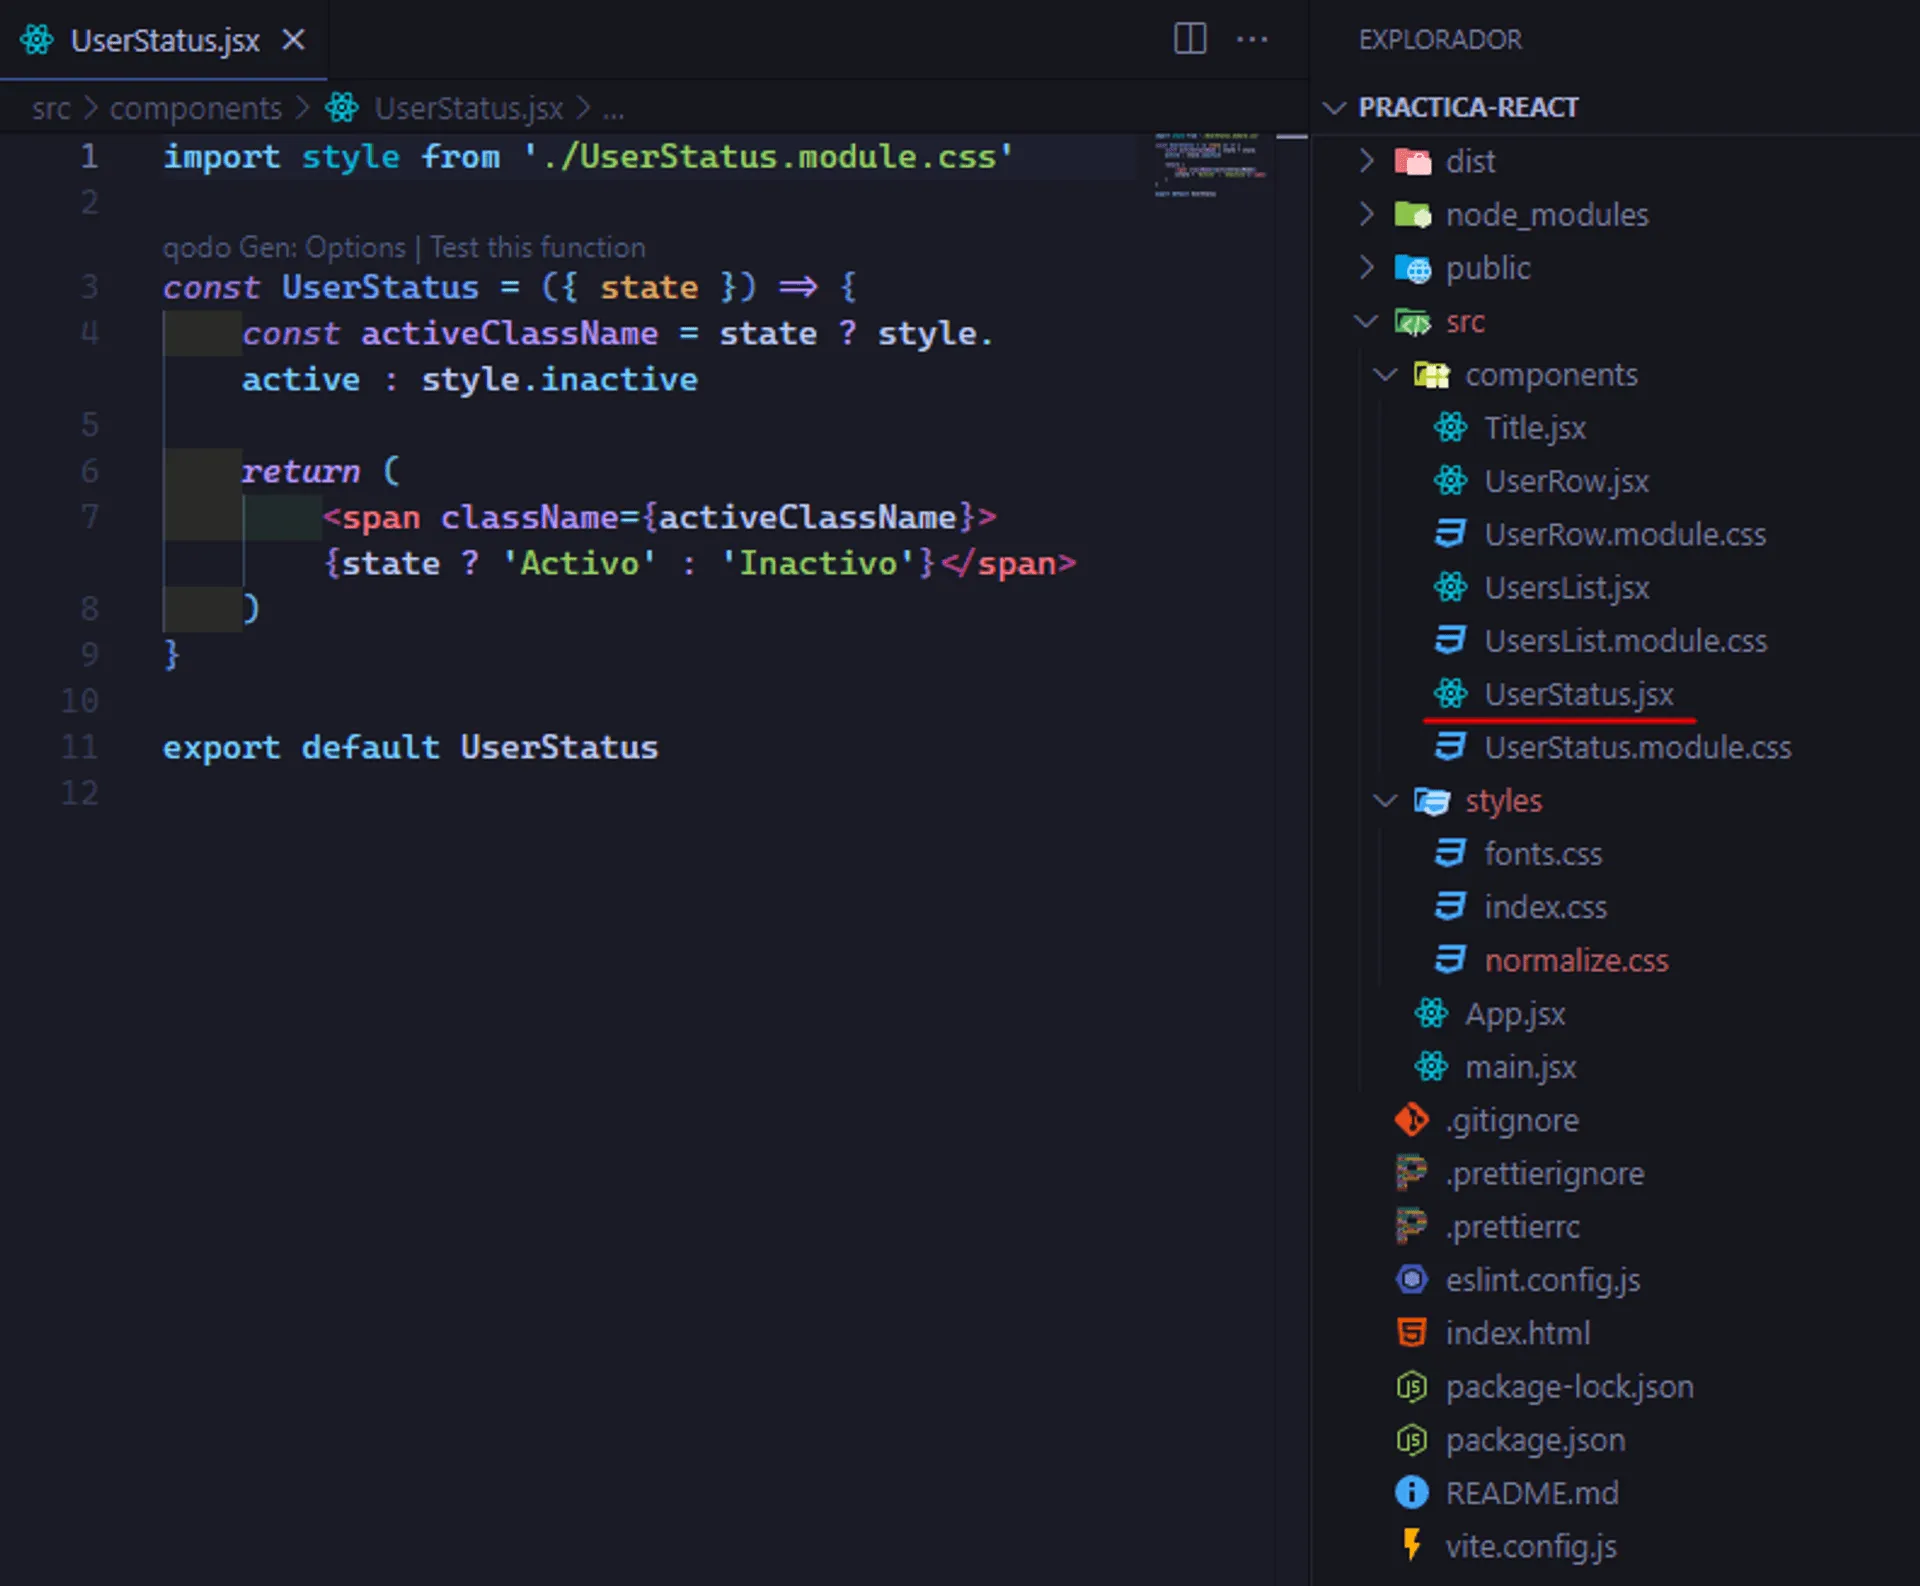 UserStatus.jsx
src > components > UserStatus.jsx > ...
1 import style from './UserStatus.module.css'
2
qodo Gen: Options | Test this function
3 const UserStatus = ({ state }) => {
4 const activeClassName = state ? style.
active : style.inactive
5
6 return (
7 <span className={activeClassName}>
{state ? 'Activo' : 'Inactivo'}</span>
8 )
9 }
10
11 export default UserStatus
12
EXPLORADOR
PRACTICA-REACT
dist
node_modules
public
src
components
Title.jsx
UserRow.jsx
UserRow.module.css
UsersList.jsx
UsersList.module.css
UserStatus.jsx
UserStatus.module.css
styles
fonts.css
index.css
normalize.css
App.jsx
main.jsx
.gitignore
.prettierignore
.prettierrc
eslint.config.js
index.html
package-lock.json
package.json
README.md
vite.config.js